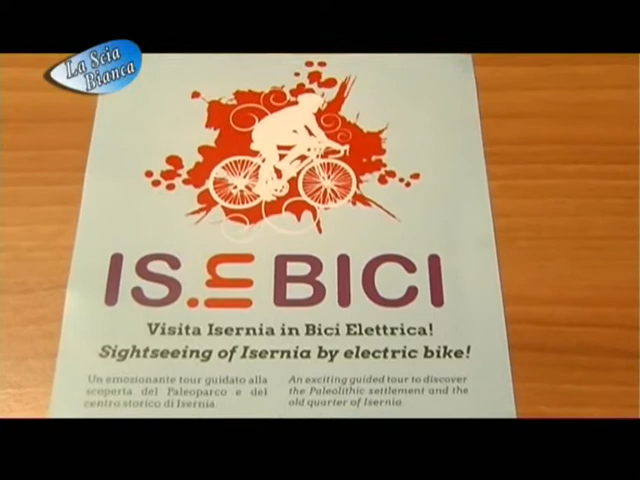 La Scia
Bianca
IS.in BICI
Visita Isernia in Bici Elettrica!
Sightseeing of Isernia by electric bike!
Un emozionante tour guidato alla
scoperta del Paleoparco e del
centro storico di Isernia.
An exciting guided tour to discover
the Paleolithic settlement and the
old quarter of Isernia.